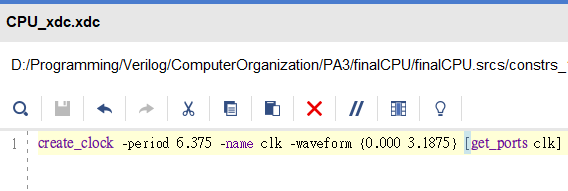 CPU_xdc.xdc
D:/Programming/Verilog/ComputerOrganization/PA3/finalCPU/finalCPU.srcs/constrs_
1 create_clock -period 6.375 -name clk -waveform {0.000 3.1875} [get_ports clk]